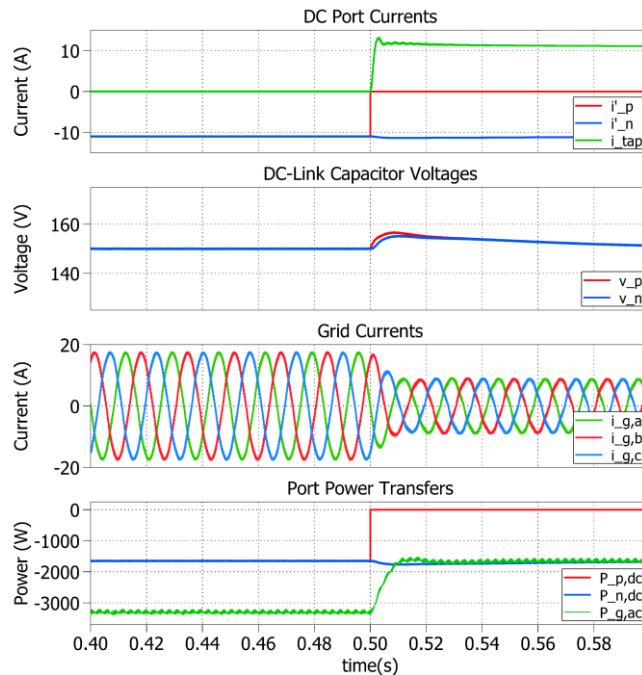 DC Port Currents
Current (A)
10
0
-10
i'_p
i'_n
i_tap
DC-Link Capacitor Voltages
Voltage (V)
160
140
v_p
v_n
Grid Currents
Current (A)
20
0
-20
i_g,a
i_g,b
i_g,c
Port Power Transfers
Power (W)
0
-1000
-2000
-3000
P_p,dc
P_n,dc
P_g,ac
0.40 0.42 0.44 0.46 0.48 0.50 0.52 0.54 0.56 0.58
time(s)